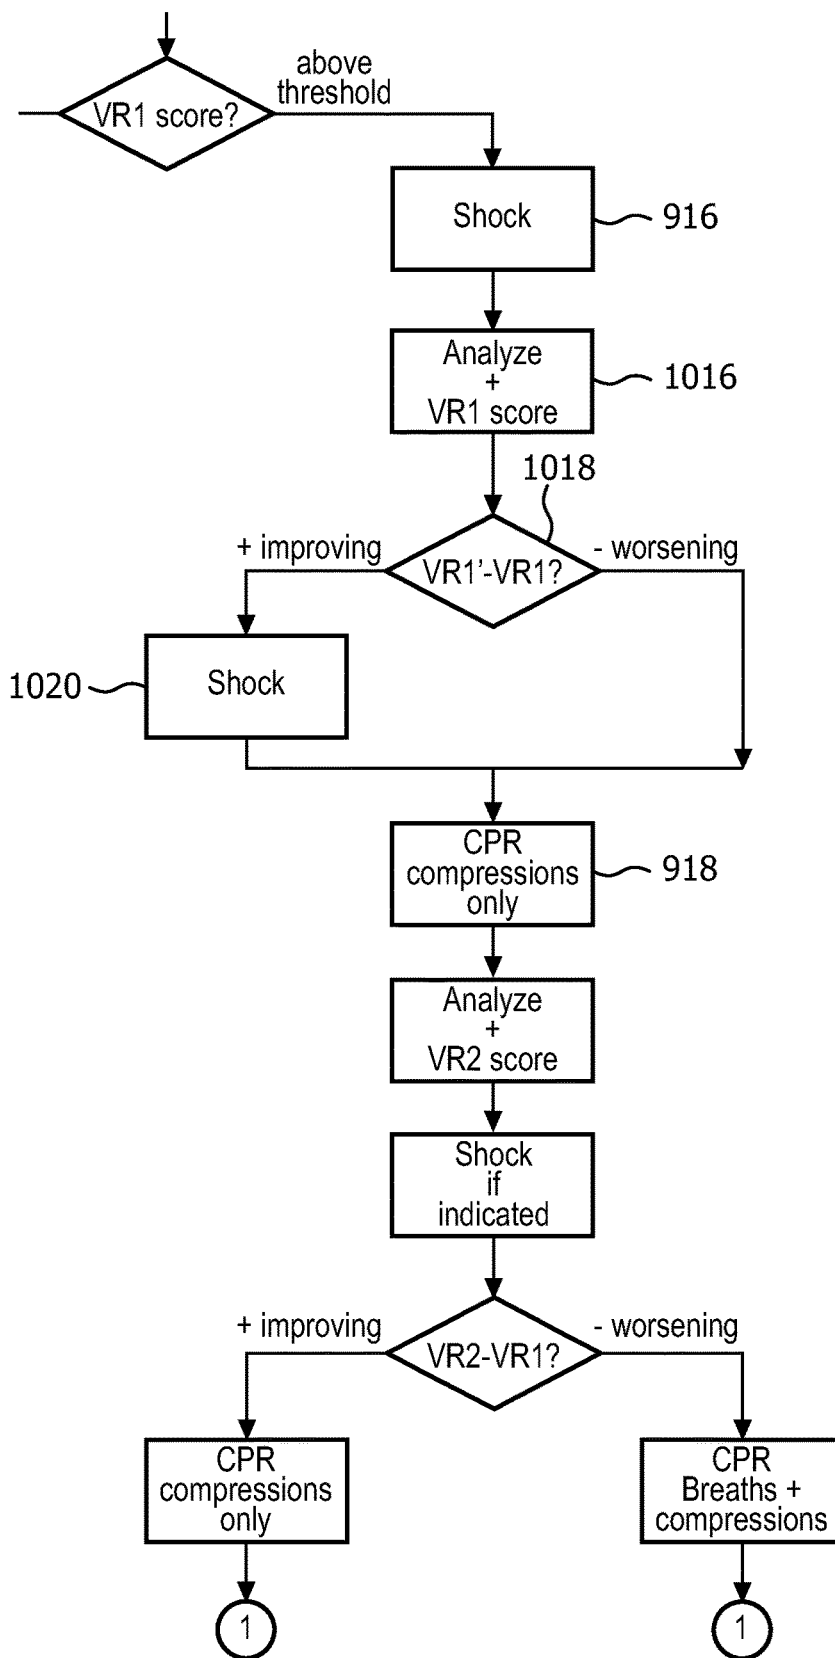 above
threshold
VR1 score?
Shock
916
Analyze
+
VR1 score
1016
1018
+ improving
- worsening
VR1'-VR1?
1020
Shock
CPR
compressions
only
918
Analyze
+
VR2 score
Shock
if
indicated
+ improving
- worsening
VR2-VR1?
CPR
compressions
only
CPR
Breaths +
compressions
1
1